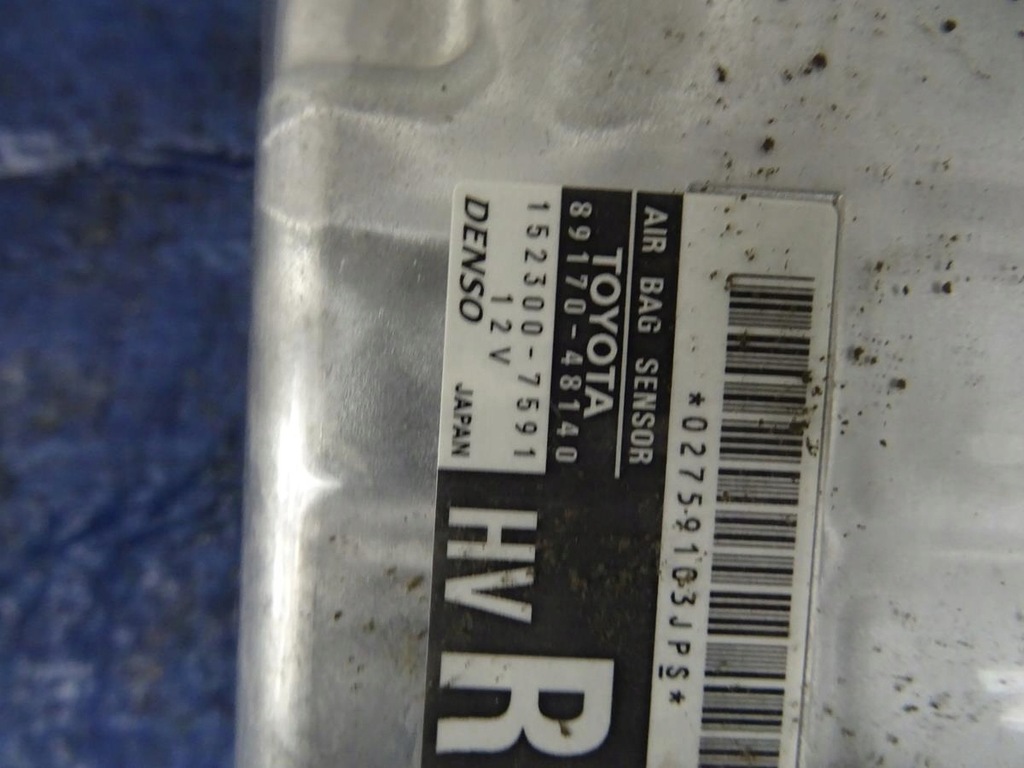 *02759103JPS*
AIR BAG SENSOR
TOYOTA
89170-48140
152300-7591
12V
DENSO JAPAN
HV
R